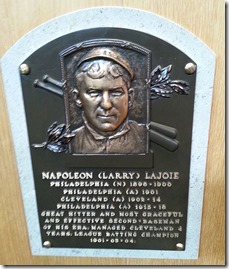 NAPOLEON (LARRY) LAJOIE
PHILADELPHIA (N) 1896-1900
PHILADELPHIA (A) 1901
CLEVELAND (A) 1902-14
PHILADELPHIA (A) 1915-16
GREAT HITTER AND MOST GRACEFUL
AND EFFECTIVE SECOND-BASEMAN
OF HIS ERA. MANAGED CLEVELAND 4
YEARS. LEAGUE BATTING CHAMPION
1901-03-04.